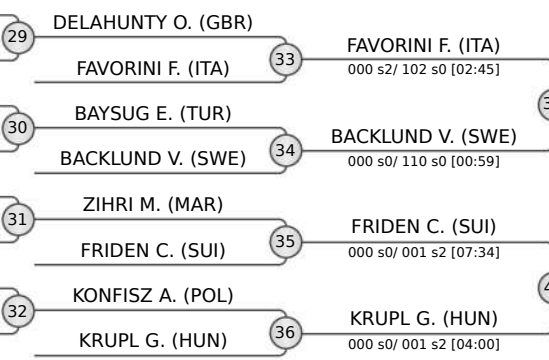 DELAHUNTY O. (GBR)
29
FAVORINI F. (ITA)
33
FAVORINI F. (ITA)
000 s2/ 102 s0 [02:45]
BAYSUG E. (TUR)
30
BACKLUND V. (SWE)
34
BACKLUND V. (SWE)
000 s0/ 110 s0 [00:59]
ZIHRI M. (MAR)
31
FRIDEN C. (SUI)
35
FRIDEN C. (SUI)
000 s0/ 001 s2 [07:34]
KONFISZ A. (POL)
32
KRUPL G. (HUN)
36
KRUPL G. (HUN)
000 s0/ 001 s2 [04:00]